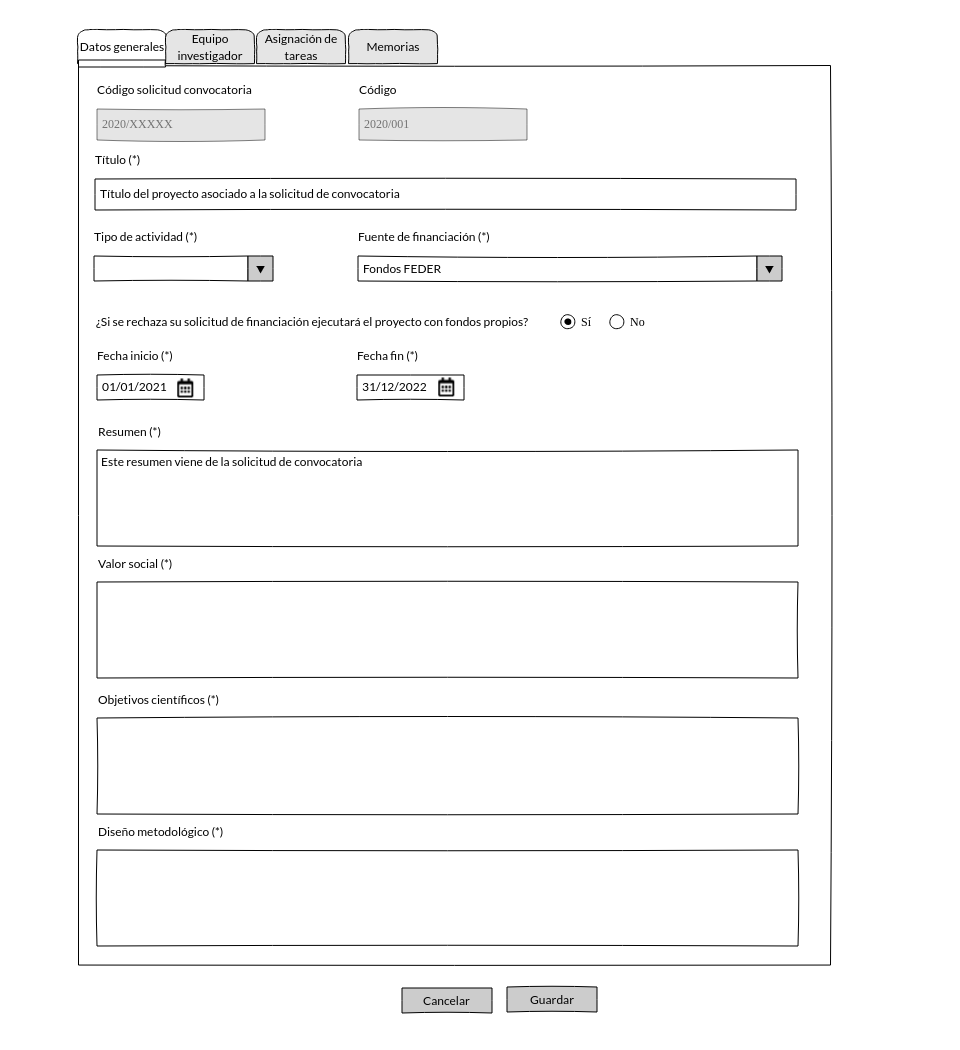 Datos generales
Equipo
investigador
Asignación de
tareas
Memorias
Código solicitud convocatoria
Código
2020/XXXXX
2020/001
Título (*)
Título del proyecto asociado a la solicitud de convocatoria
Tipo de actividad (*)
Fuente de financiación (*)
Fondos FEDER
¿Si se rechaza su solicitud de financiación ejecutará el proyecto con fondos propios?
Sí
No
Fecha inicio (*)
Fecha fin (*)
01/01/2021
31/12/2022
Resumen (*)
Este resumen viene de la solicitud de convocatoria
Valor social (*)
Objetivos científicos (*)
Diseño metodológico (*)
Cancelar
Guardar